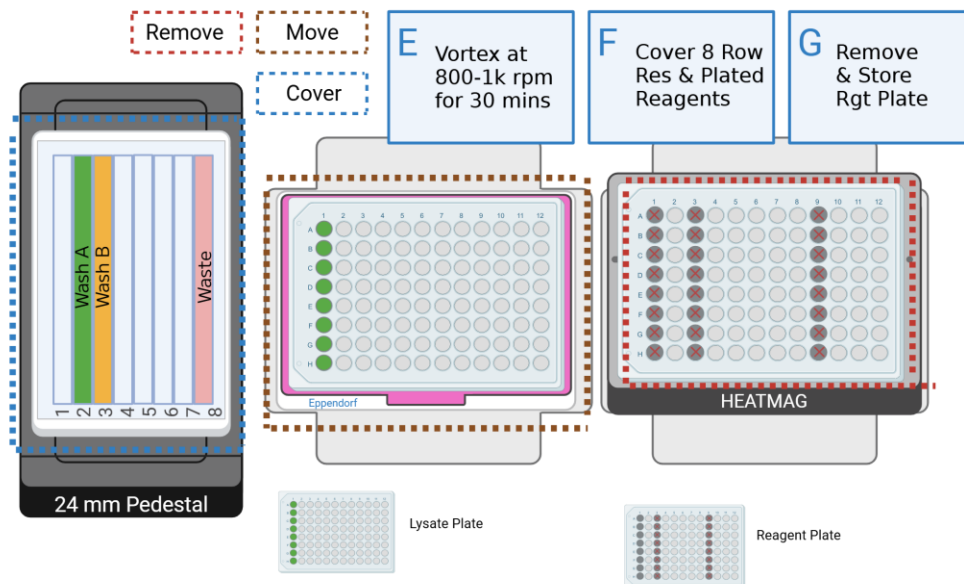 Remove
Move
Cover
E
Vortex at
800-1k rpm
for 30 mins
F
Cover 8 Row
Res & Plated
Reagents
G
Remove
& Store
Rgt Plate
Wash A
Wash B
Waste
1 2 3 4 5 6 7 8
24 mm Pedestal
1 2 3 4 5 6 7 8 9 10 11 12
A
B
C
D
E
F
G
H
Eppendorf
1 2 3 4 5 6 7 8 9 10 11 12
A
B
C
D
E
F
G
H
HEATMAG
Lysate Plate
Reagent Plate